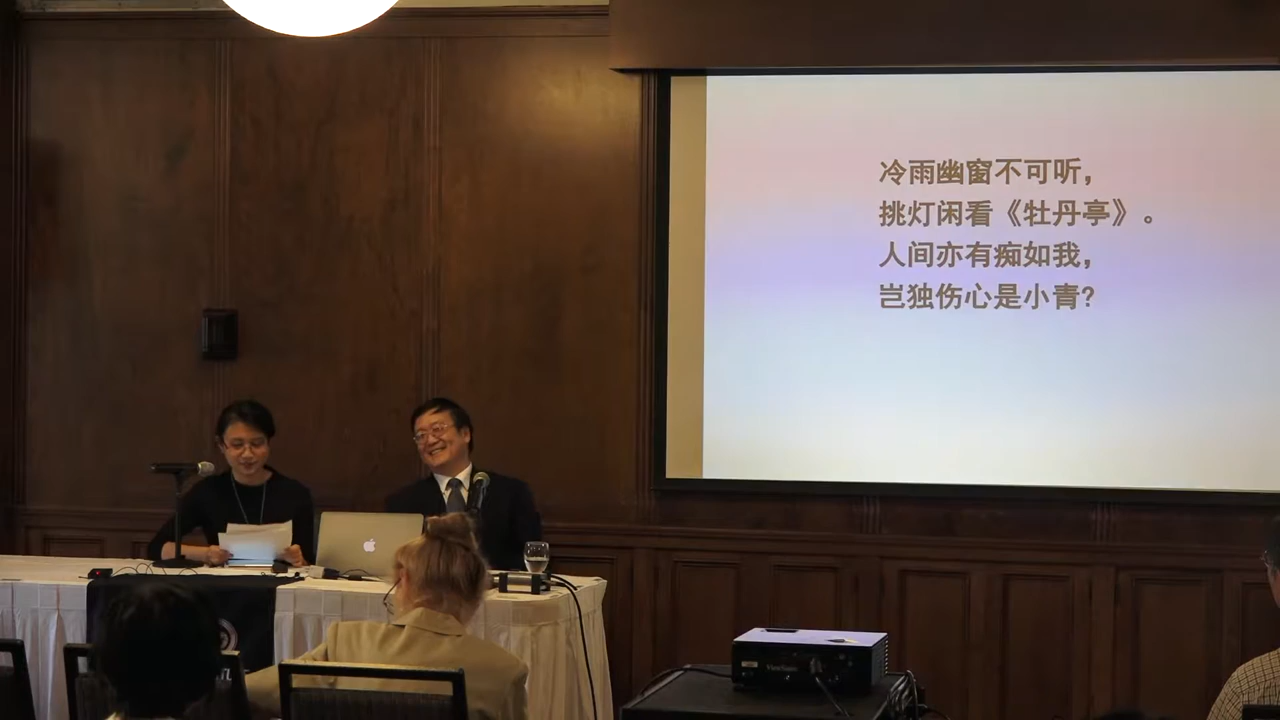 冷雨幽窗不可听，
挑灯闲看《牡丹亭》。
人间亦有痴如我，
岂独伤心是小青?
ViewSonic